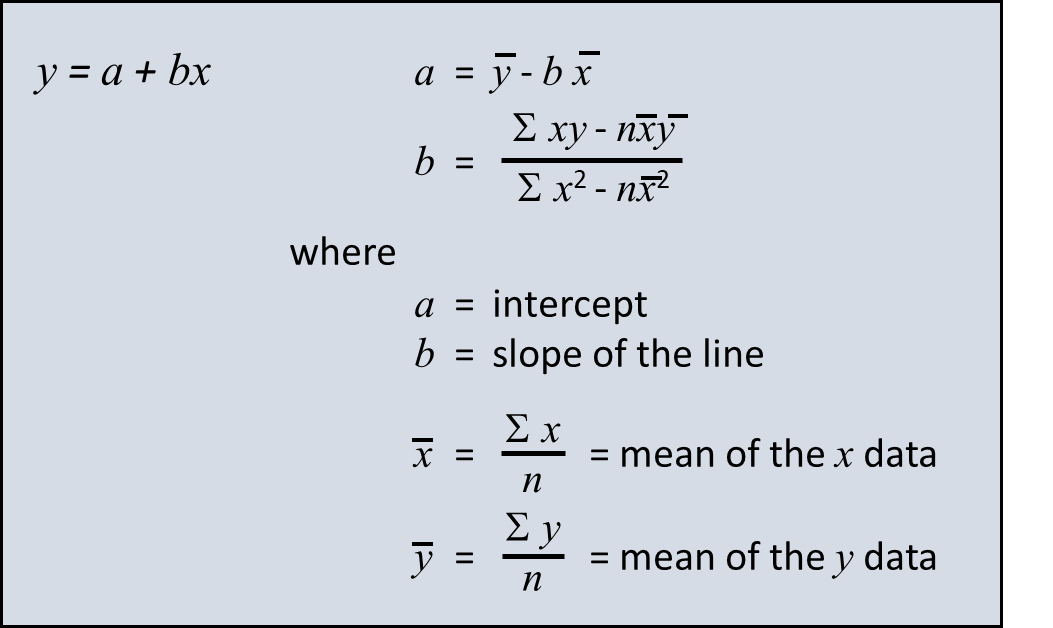 y = a + bx
a = y̅ - b x̅
b = Σ xy - nx̅y̅
Σ x² - nx̅²
where
a = intercept
b = slope of the line
x̅ = Σ x / n = mean of the x data
y̅ = Σ y / n = mean of the y data